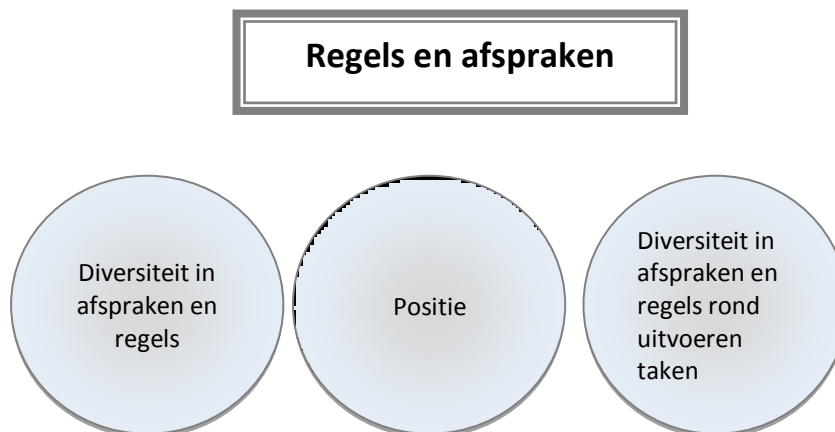 Regels en afspraken
Diversiteit in
afspraken en
regels
Positie
Diversiteit in
afspraken en
regels rond
uitvoeren
taken